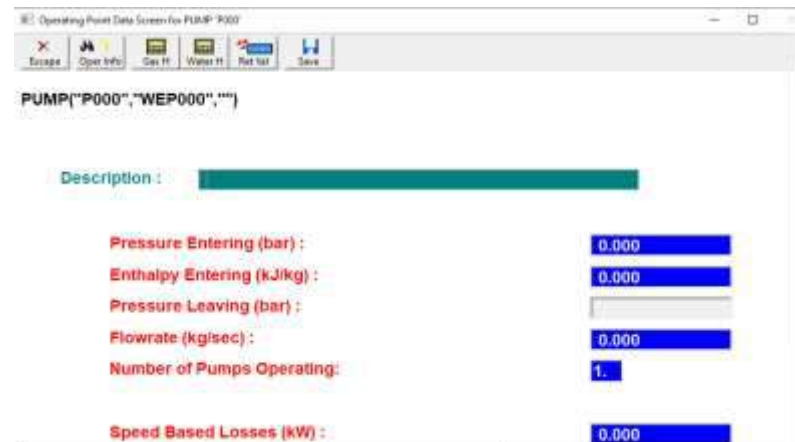 Operating Point Data Screen for PUMP 'P000'
Escape Oper Info Gas H Water H Ret Val Save
PUMP("P000","WEP000","")
Description :
Pressure Entering (bar) : 0.000
Enthalpy Entering (kJ/kg) : 0.000
Pressure Leaving (bar) :
Flowrate (kg/sec) : 0.000
Number of Pumps Operating: 1.
Speed Based Losses (kW) : 0.000